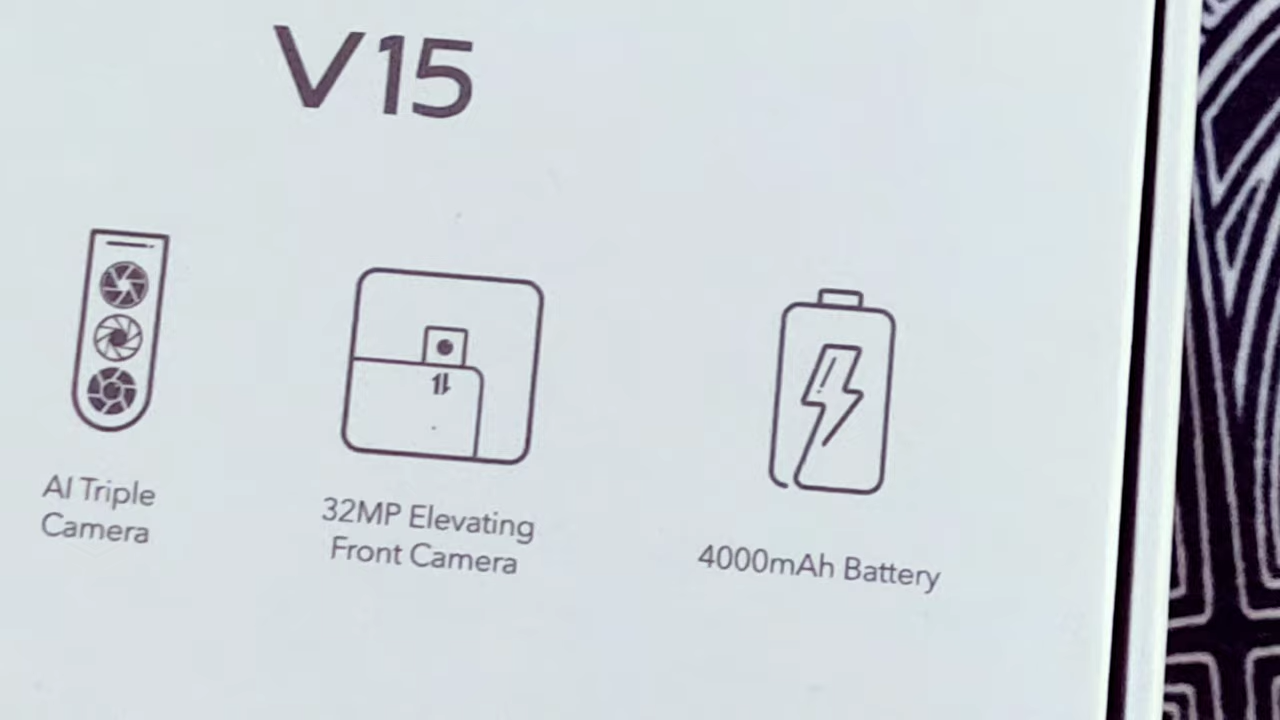 V15
AI Triple
Camera
32MP Elevating
Front Camera
4000mAh Battery